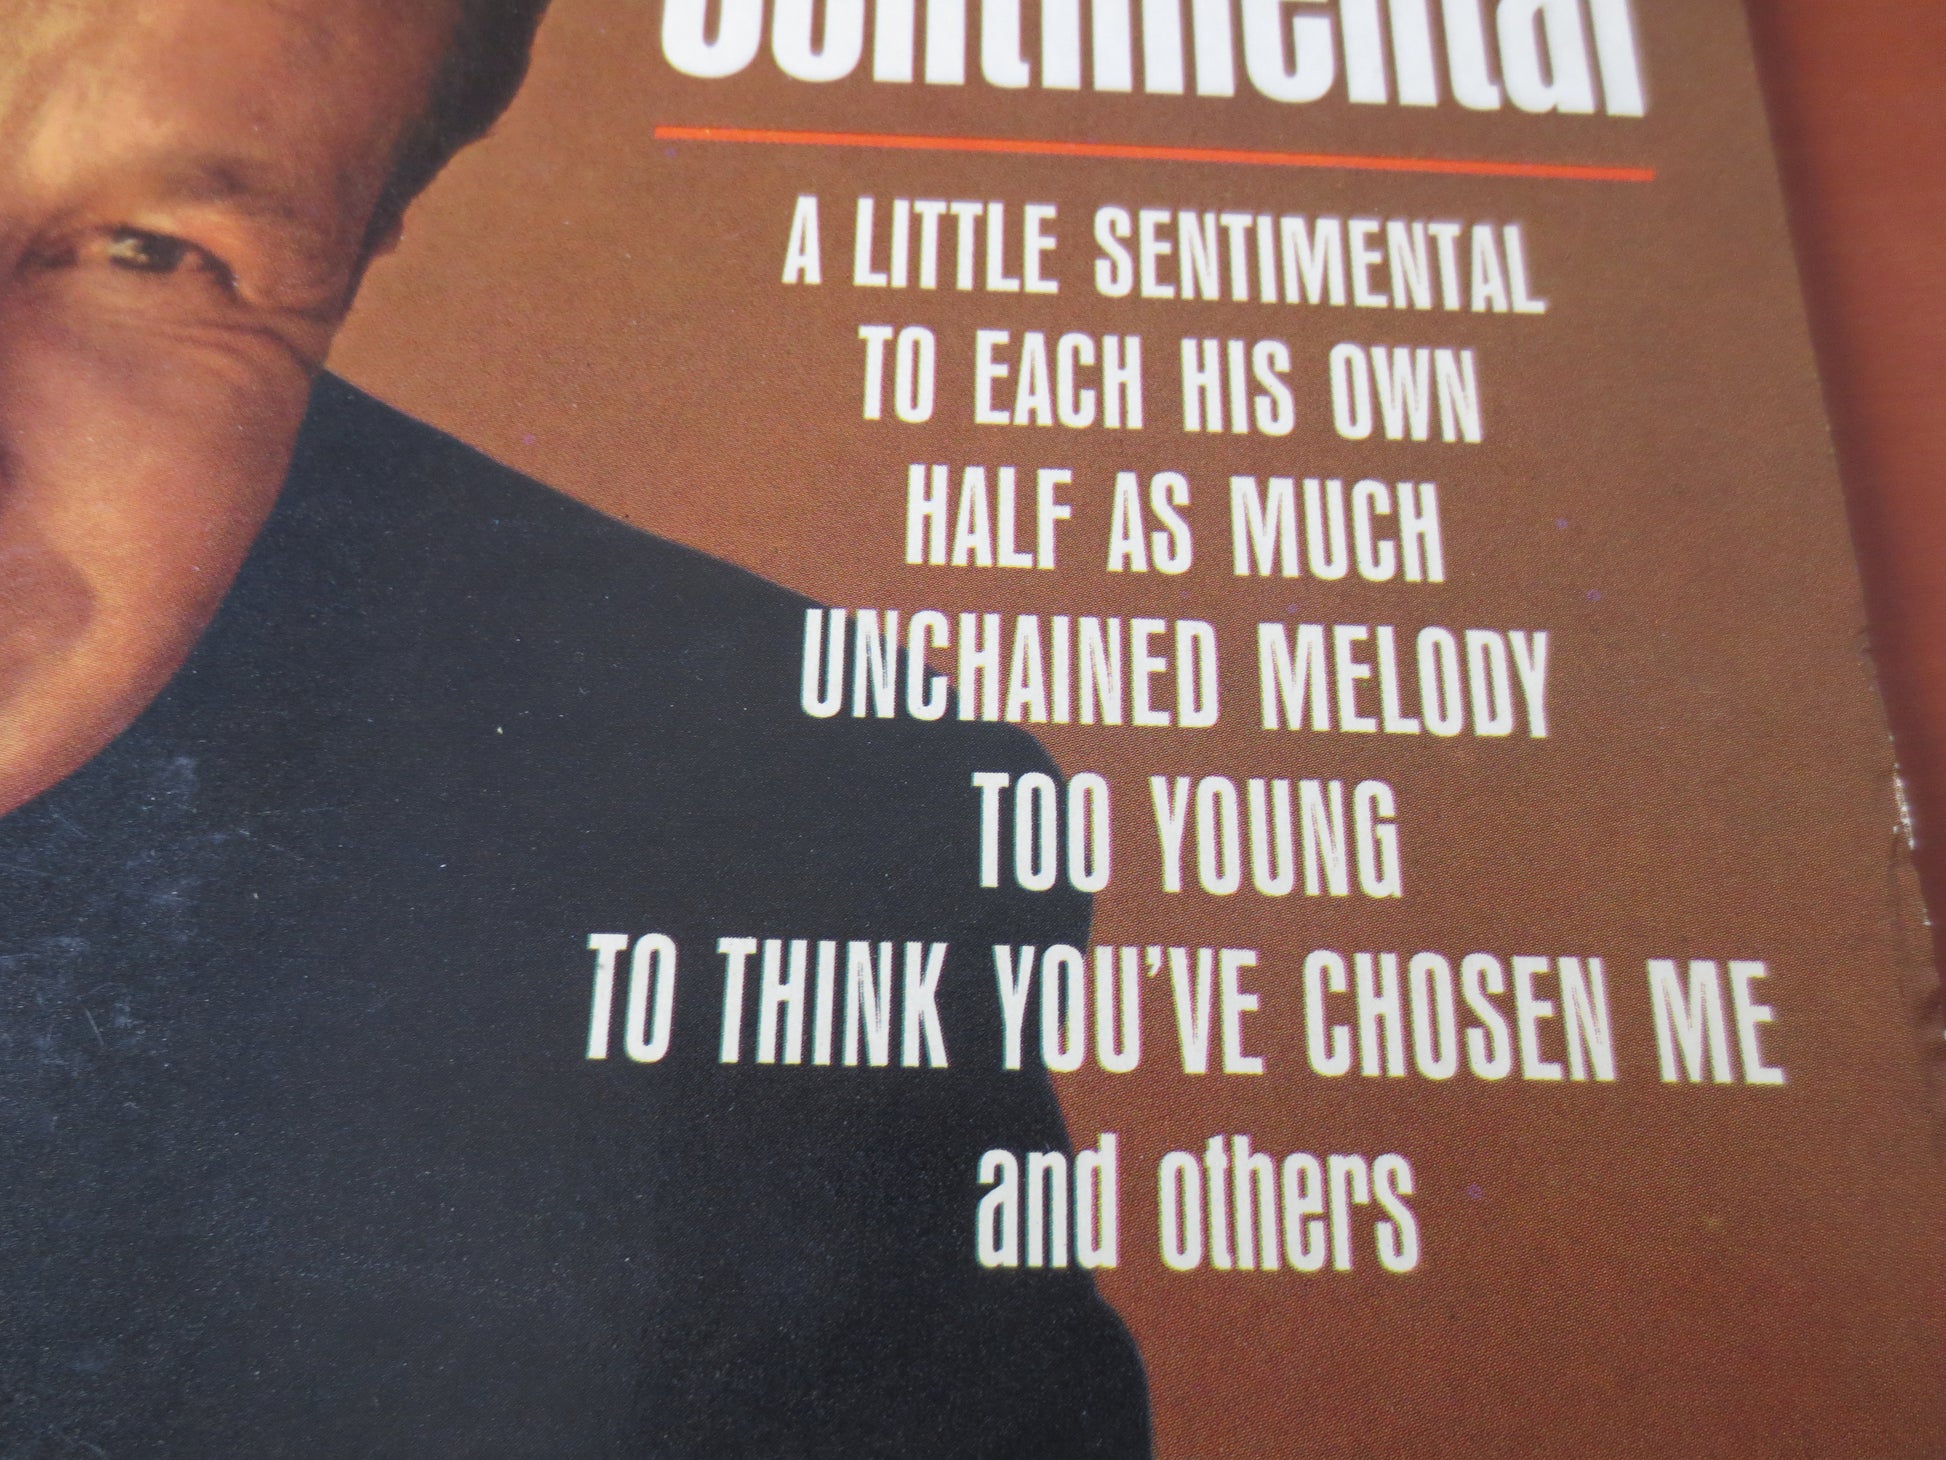 Sentimental
A LITTLE SENTIMENTAL
TO EACH HIS OWN
HALF AS MUCH
UNCHAINED MELODY
TOO YOUNG
TO THINK YOU'VE CHOSEN ME
and others